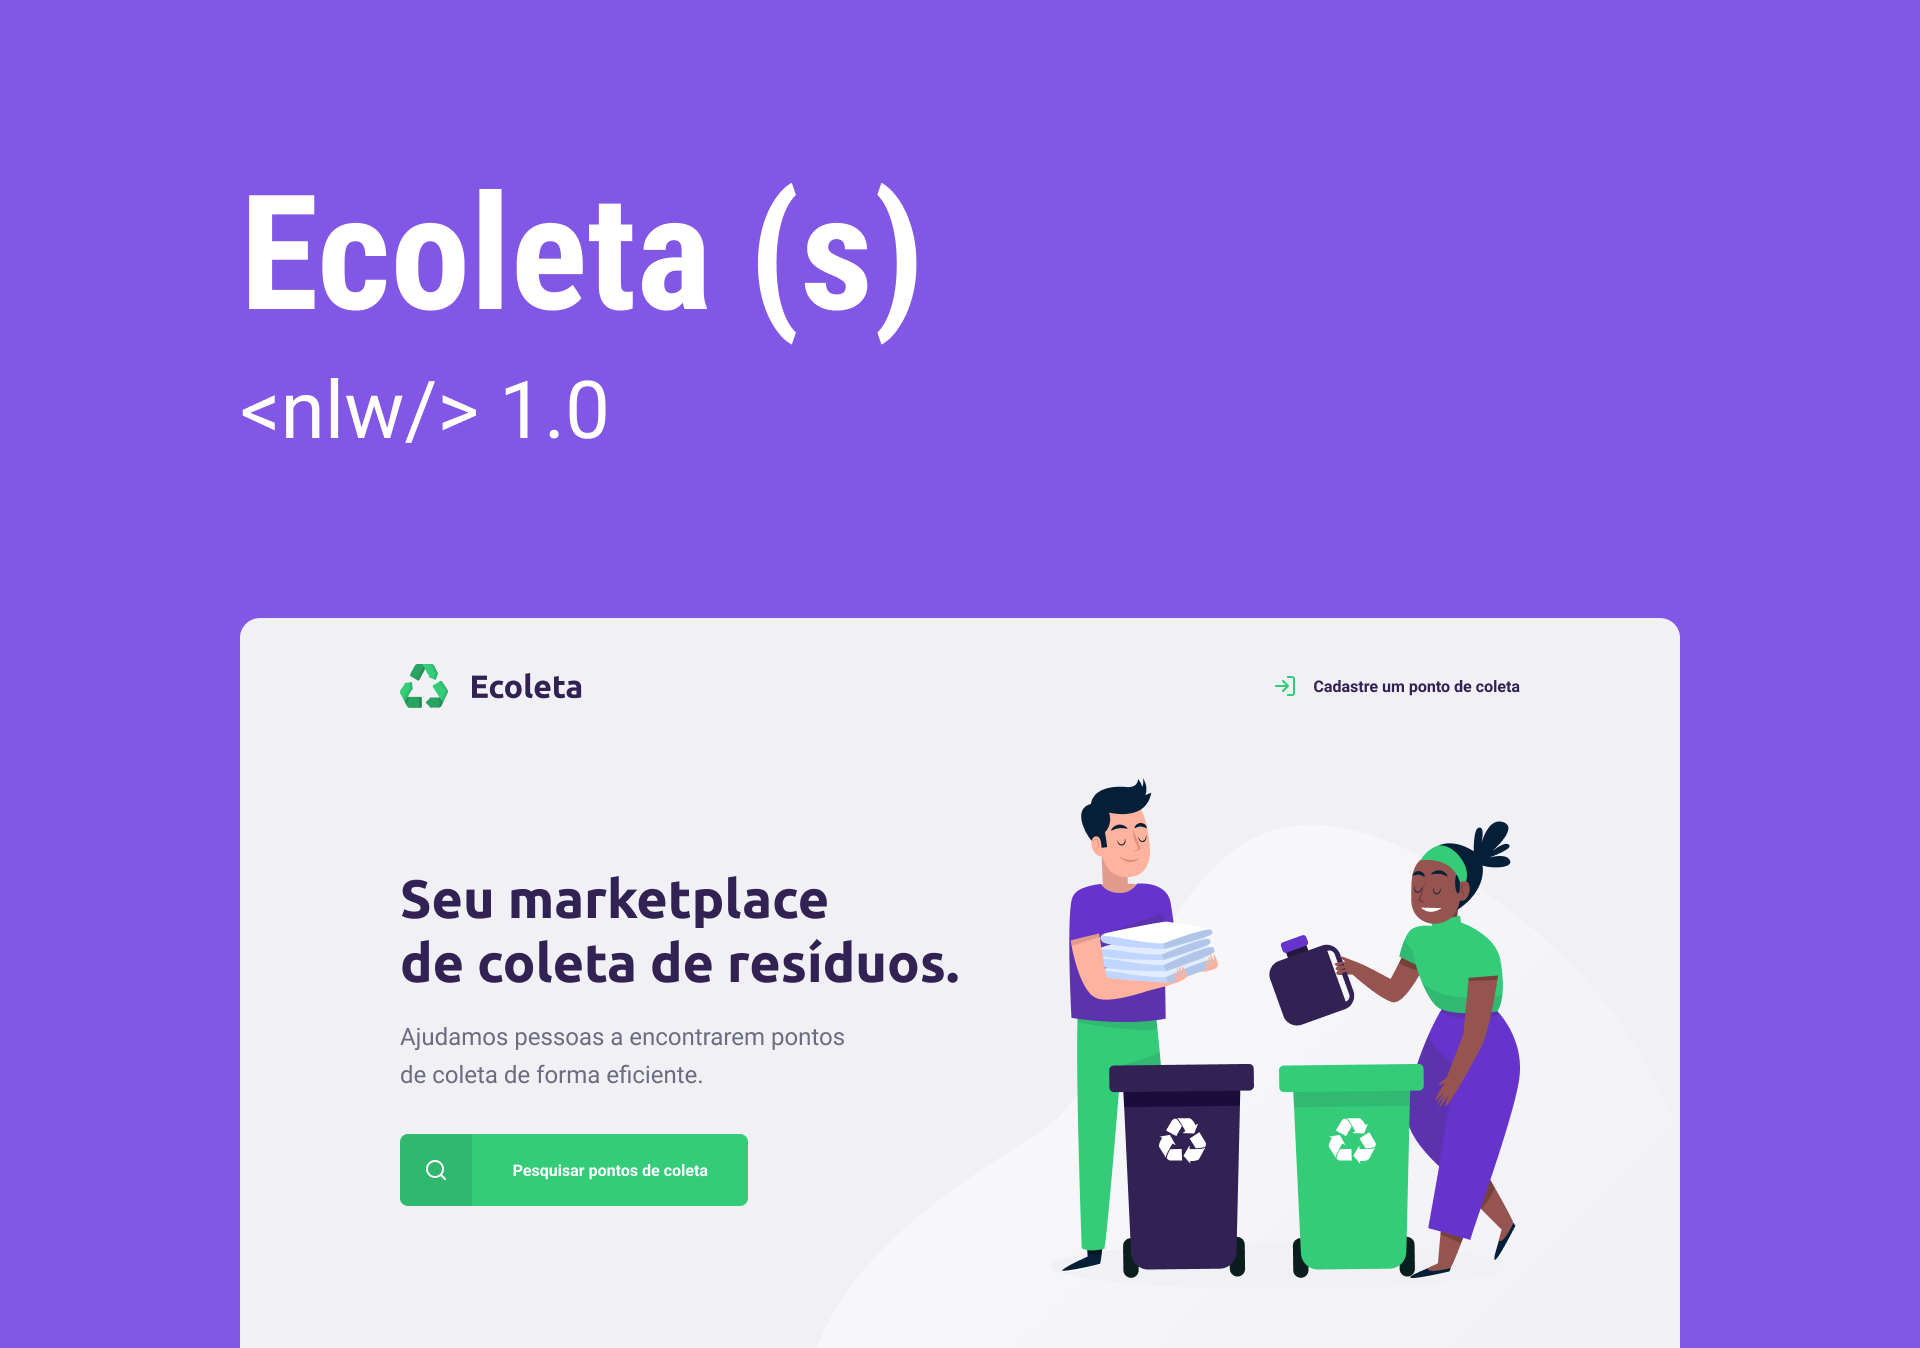 Ecoleta (s)
<nlw/> 1.0
Ecoleta
Cadastre um ponto de coleta
Seu marketplace
de coleta de resíduos.
Ajudamos pessoas a encontrarem pontos
de coleta de forma eficiente.
Pesquisar pontos de coleta